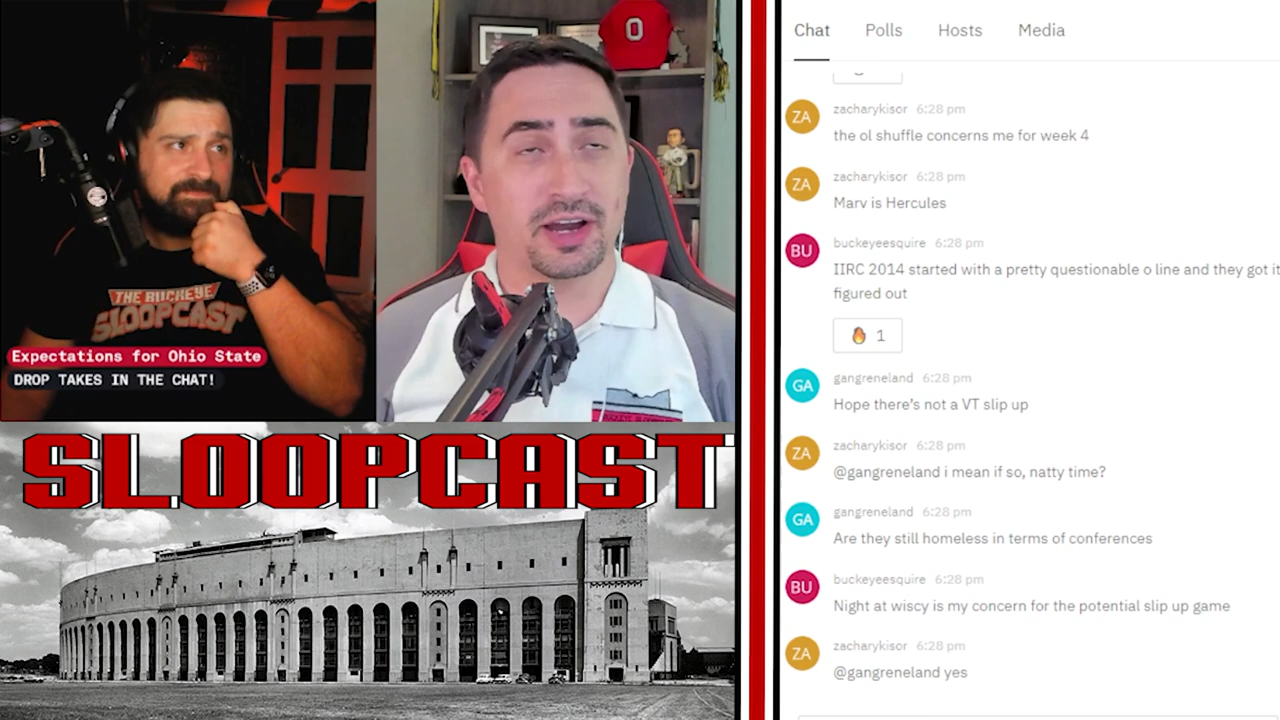 O
THE BUCKEYE
SLOOPCAST
Expectations for Ohio State
DROP TAKES IN THE CHAT!
SLOOPCAST
Chat Polls Hosts Media
ZA
zacharykisor 6:28 pm
the ol shuffle concerns me for week 4
ZA
zacharykisor 6:28 pm
Marv is Hercules
BU
buckeyeesquire 6:28 pm
IIRC 2014 started with a pretty questionable o line and they got it
figured out
1
GA
gangreneland 6:28 pm
Hope there's not a VT slip up
ZA
zacharykisor 6:28 pm
@gangreneland i mean if so, natty time?
GA
gangreneland 6:28 pm
Are they still homeless in terms of conferences
BU
buckeyeesquire 6:28 pm
Night at wiscy is my concern for the potential slip up game
ZA
zacharykisor 6:28 pm
@gangreneland yes